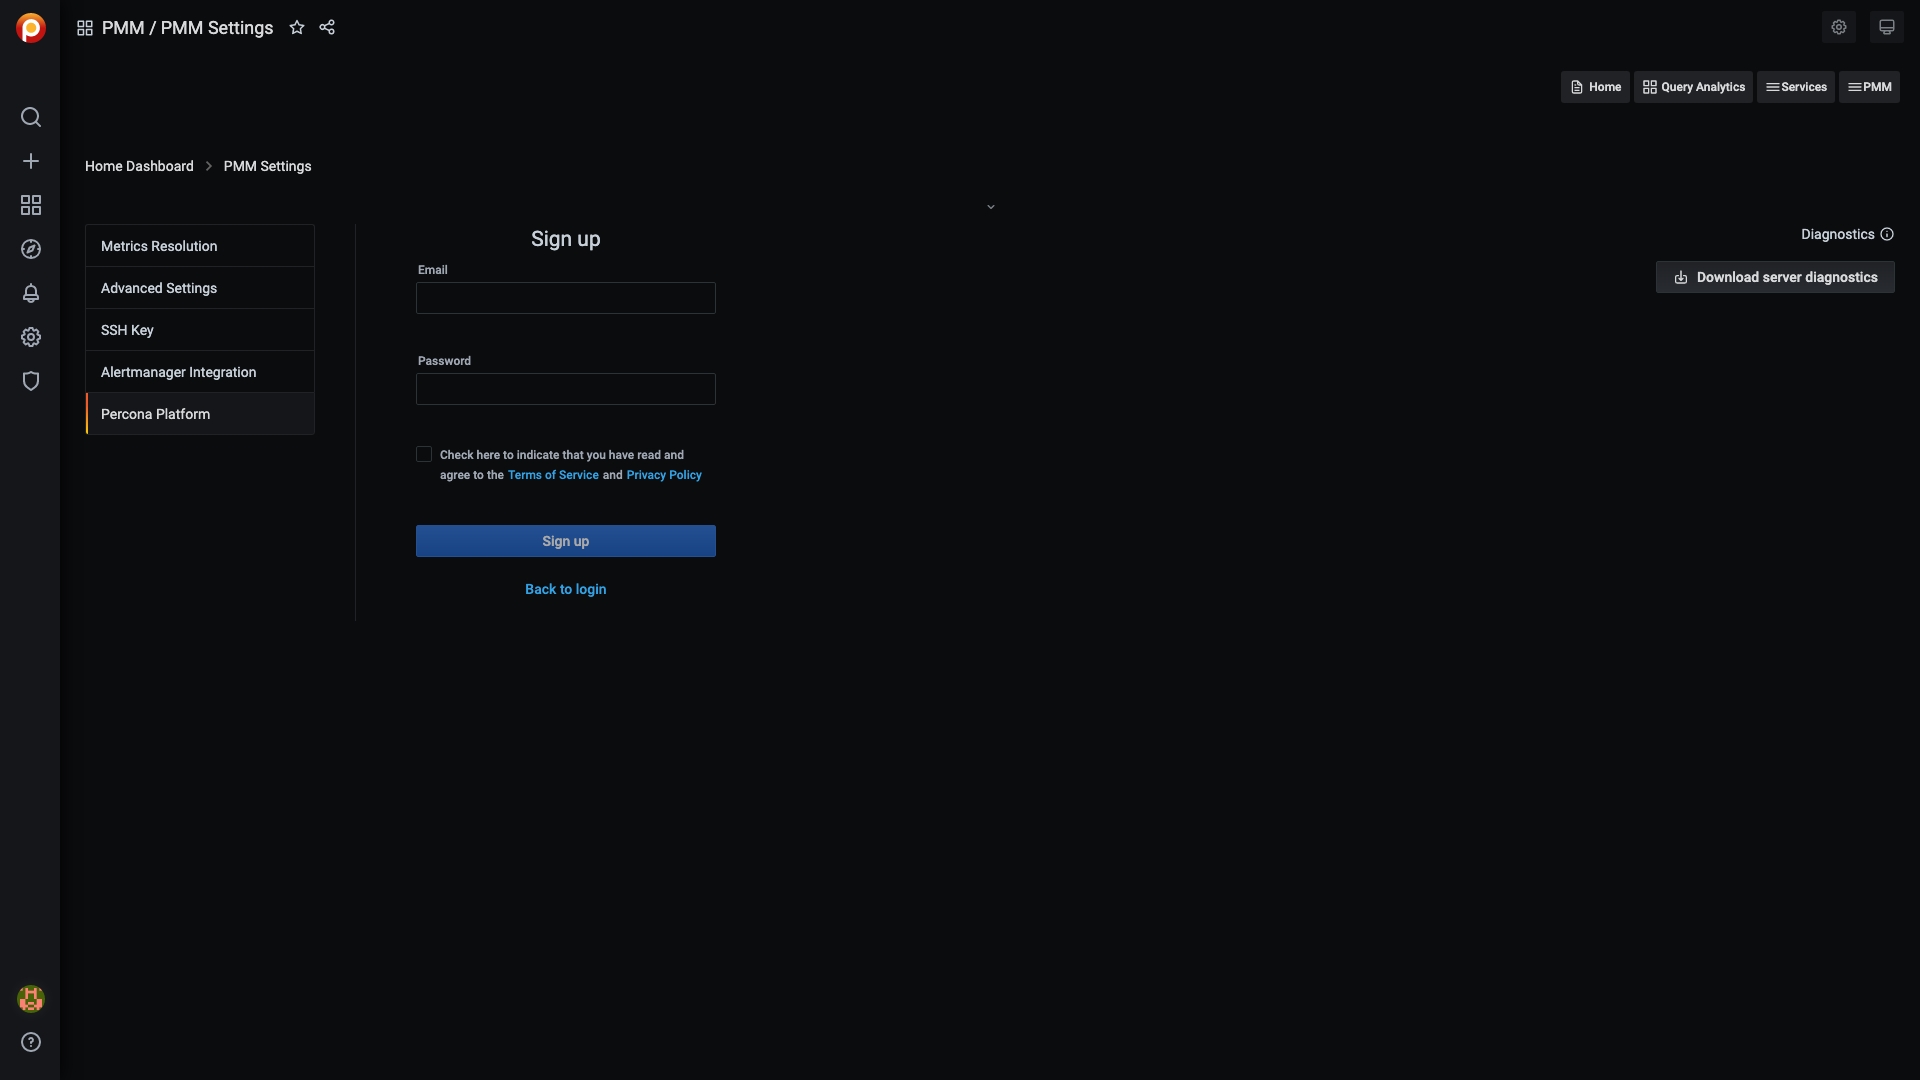 PMM / PMM Settings
Home
Query Analytics
Services
PMM
Home Dashboard
PMM Settings
Metrics Resolution
Advanced Settings
SSH Key
Alertmanager Integration
Percona Platform
Sign up
Email
Password
Check here to indicate that you have read and
agree to the Terms of Service and Privacy Policy
Sign up
Back to login
Diagnostics
Download server diagnostics